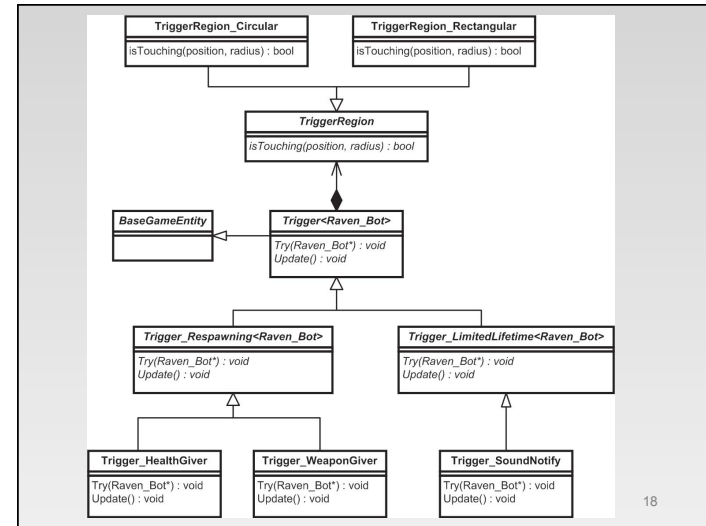 TriggerRegion_Circular
isTouching(position, radius) : bool
TriggerRegion_Rectangular
isTouching(position, radius) : bool
TriggerRegion
isTouching(position, radius) : bool
BaseGameEntity
Trigger<Raven_Bot>
Try(Raven_Bot*) : void
Update() : void
Trigger_Respawning<Raven_Bot>
Try(Raven_Bot*) : void
Update() : void
Trigger_LimitedLifetime<Raven_Bot>
Try(Raven_Bot*) : void
Update() : void
Trigger_HealthGiver
Try(Raven_Bot*) : void
Update() : void
Trigger_WeaponGiver
Try(Raven_Bot*) : void
Update() : void
Trigger_SoundNotify
Try(Raven_Bot*) : void
Update() : void
18